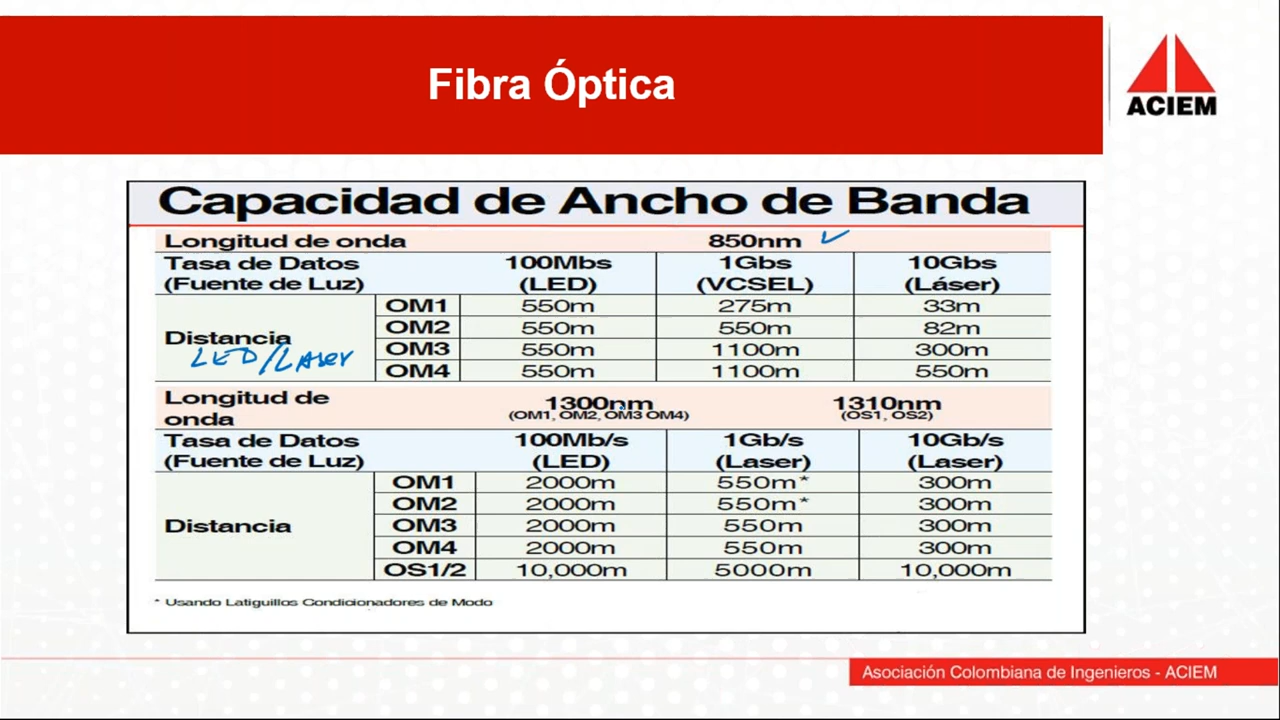 Fibra Óptica
ACIEM
Capacidad de Ancho de Banda
Longitud de onda 850nm
Tasa de Datos 100Mbs 1Gbs 10Gbs
(Fuente de Luz) (LED) (VCSEL) (Láser)
Distancia
LED/LASer
OM1 550m 275m 33m
OM2 550m 550m 82m
OM3 550m 1100m 300m
OM4 550m 1100m 550m
Longitud de onda 1300nm 1310nm
(OM1, OM2, OM3 OM4) (OS1, OS2)
Tasa de Datos 100Mb/s 1Gb/s 10Gb/s
(Fuente de Luz) (LED) (Laser) (Laser)
Distancia
OM1 2000m 550m* 300m
OM2 2000m 550m* 300m
OM3 2000m 550m 300m
OM4 2000m 550m 300m
OS1/2 10,000m 5000m 10,000m
* Usando Latiguillos Condicionadores de Modo
Asociación Colombiana de Ingenieros - ACIEM